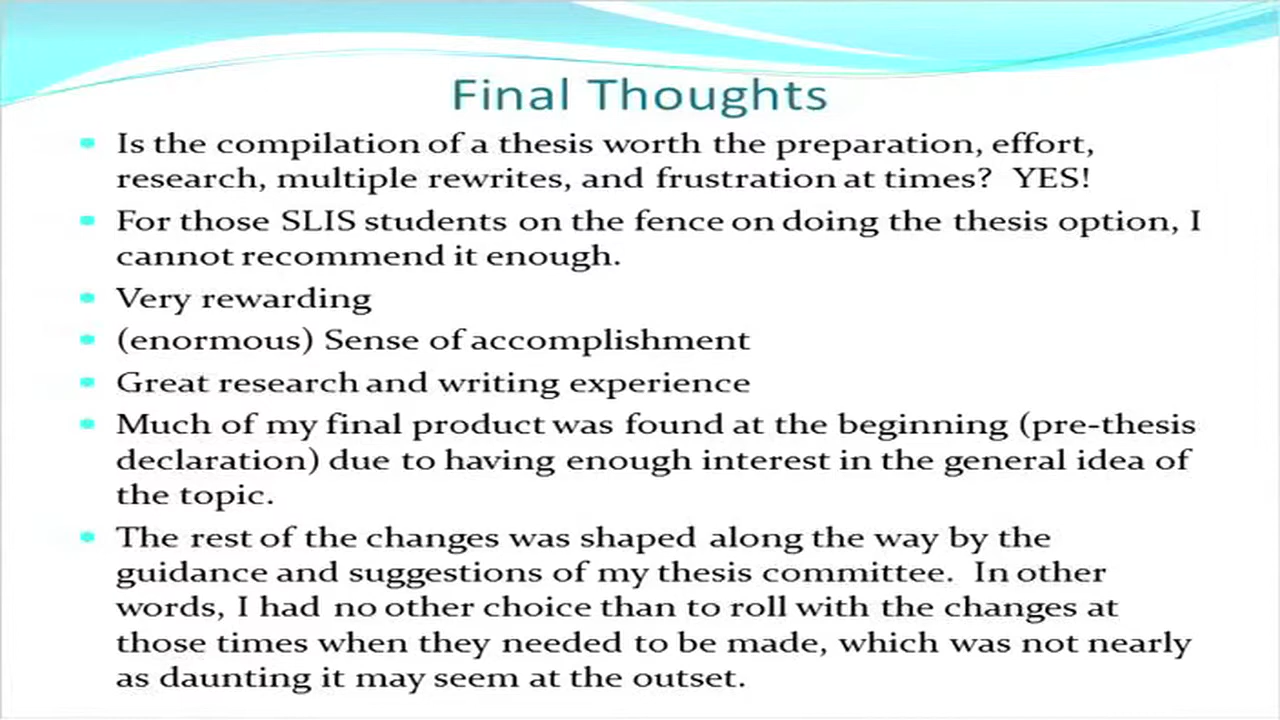 Final Thoughts
Is the compilation of a thesis worth the preparation, effort,
research, multiple rewrites, and frustration at times?  YES!
For those SLIS students on the fence on doing the thesis option, I
cannot recommend it enough.
Very rewarding
(enormous) Sense of accomplishment
Great research and writing experience
Much of my final product was found at the beginning (pre-thesis
declaration) due to having enough interest in the general idea of
the topic.
The rest of the changes was shaped along the way by the
guidance and suggestions of my thesis committee.  In other
words, I had no other choice than to roll with the changes at
those times when they needed to be made, which was not nearly
as daunting it may seem at the outset.